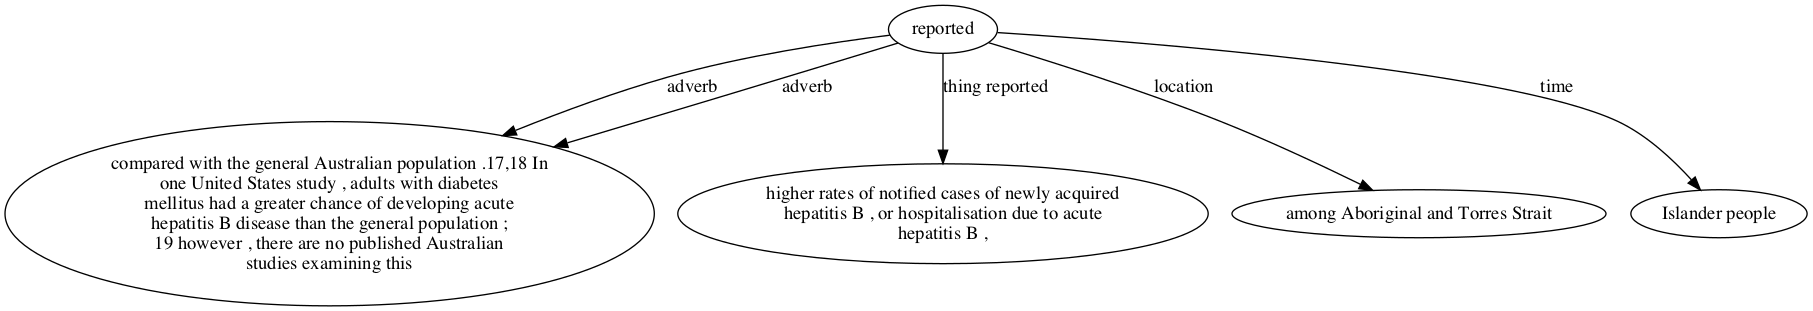 reported
adverb
adverb
thing reported
location
time
compared with the general Australian population .17,18 In
one United States study , adults with diabetes
mellitus had a greater chance of developing acute
hepatitis B disease than the general population ;
19 however , there are no published Australian
studies examining this
higher rates of notified cases of newly acquired
hepatitis B , or hospitalisation due to acute
hepatitis B ,
among Aboriginal and Torres Strait
Islander people